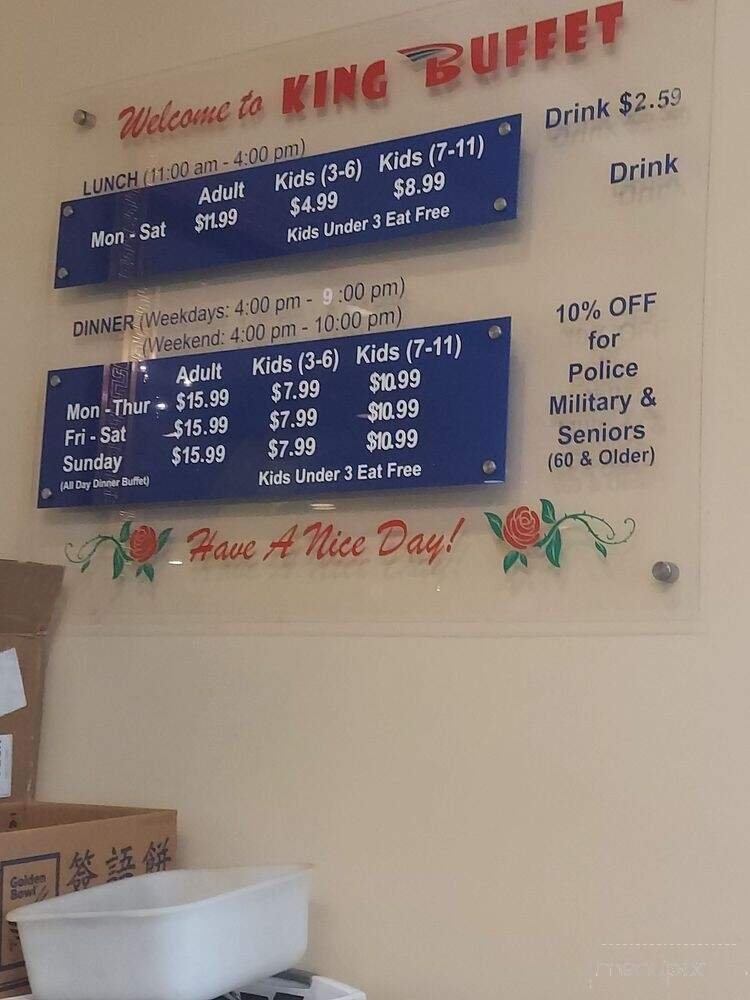 Welcome to KING BUFFET
Drink $2.59
Drink
LUNCH (11:00 am - 4:00 pm)
Adult Kids (3-6) Kids (7-11)
Mon - Sat $11.99 $4.99 $8.99
Kids Under 3 Eat Free
DINNER (Weekdays: 4:00 pm - 9:00 pm)
(Weekend: 4:00 pm - 10:00 pm)
Adult Kids (3-6) Kids (7-11)
Mon - Thur $15.99 $7.99 $10.99
Fri - Sat $15.99 $7.99 $10.99
Sunday $15.99 $7.99 $10.99
(All Day Dinner Buffet) Kids Under 3 Eat Free
10% OFF
for
Police
Military &
Seniors
(60 & Older)
Have A Nice Day!
Golden
Bowl
簽語餅
menupix